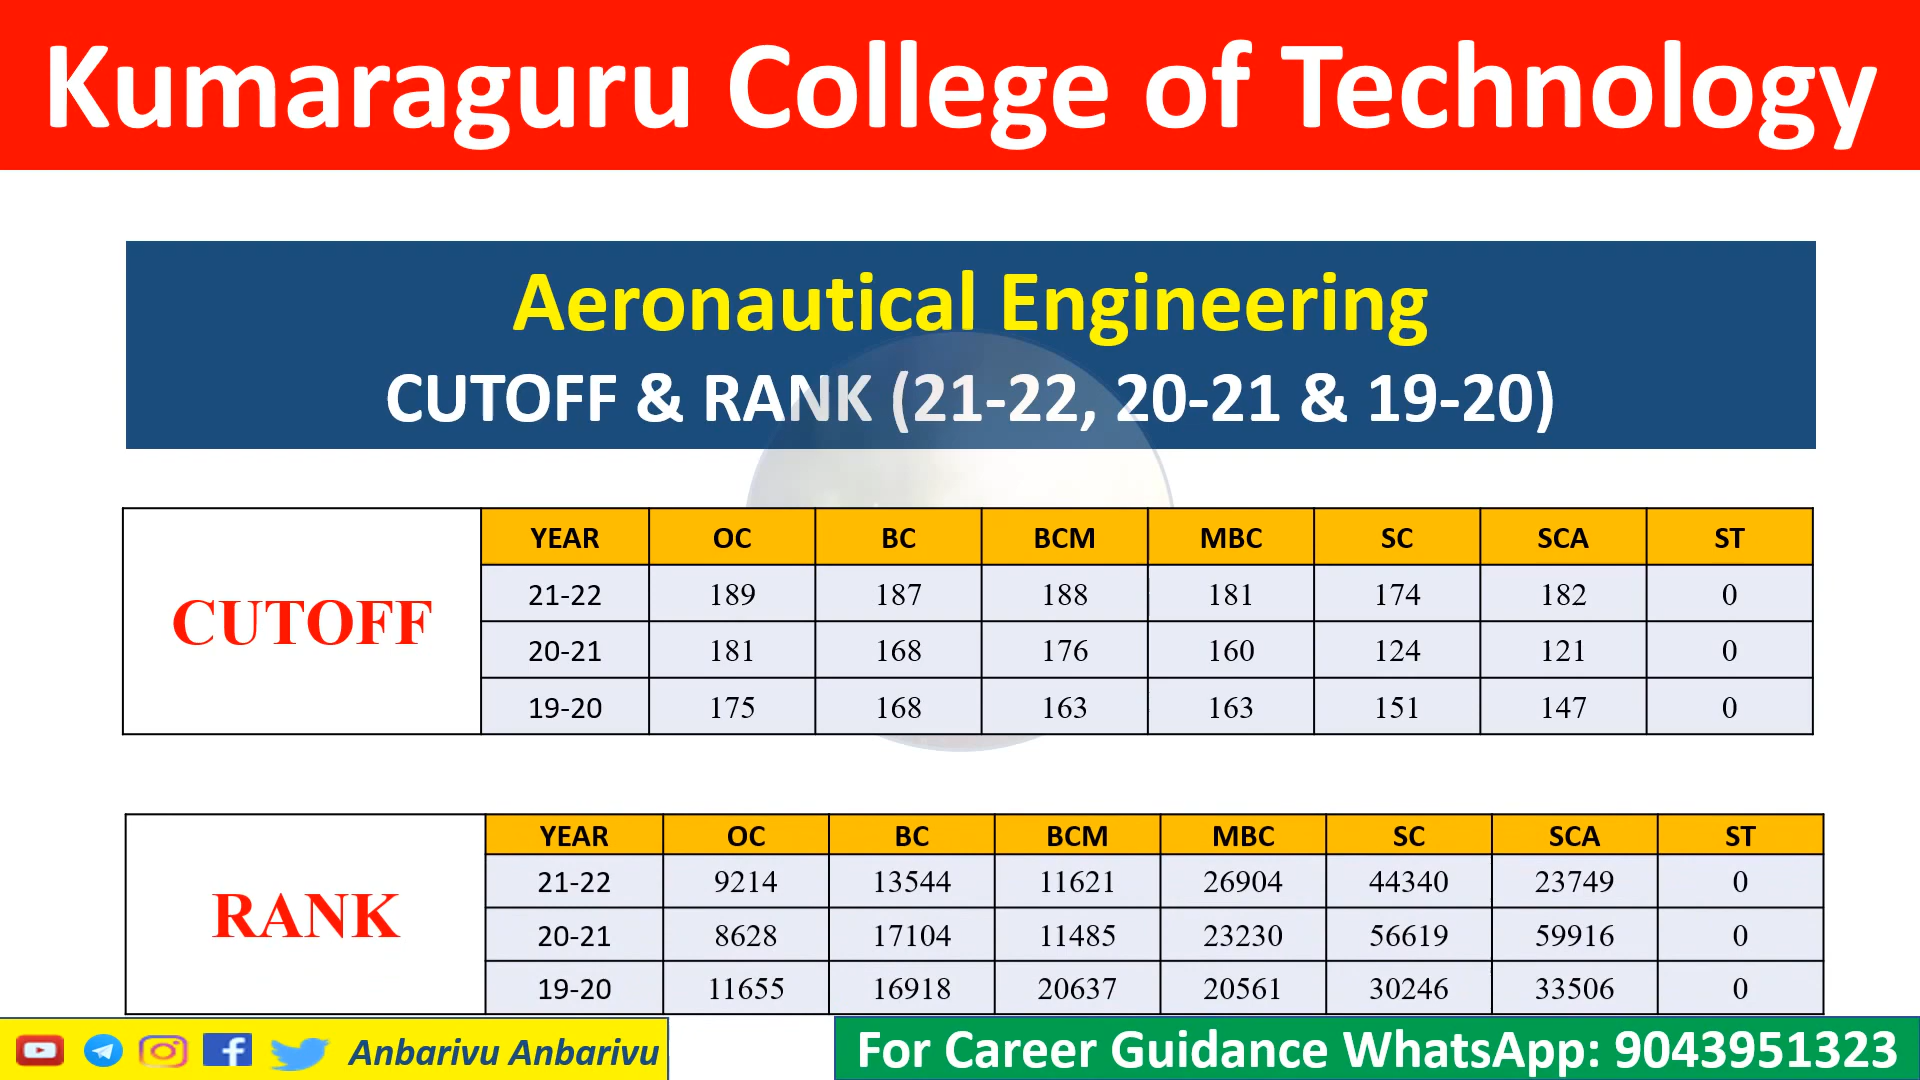 Kumaraguru College of Technology
Aeronautical Engineering
CUTOFF & RANK (21-22, 20-21 & 19-20)
CUTOFF
YEAR OC BC BCM MBC SC SCA ST
21-22 189 187 188 181 174 182 0
20-21 181 168 176 160 124 121 0
19-20 175 168 163 163 151 147 0
RANK
YEAR OC BC BCM MBC SC SCA ST
21-22 9214 13544 11621 26904 44340 23749 0
20-21 8628 17104 11485 23230 56619 59916 0
19-20 11655 16918 20637 20561 30246 33506 0
Anbarivu Anbarivu
For Career Guidance WhatsApp: 9043951323